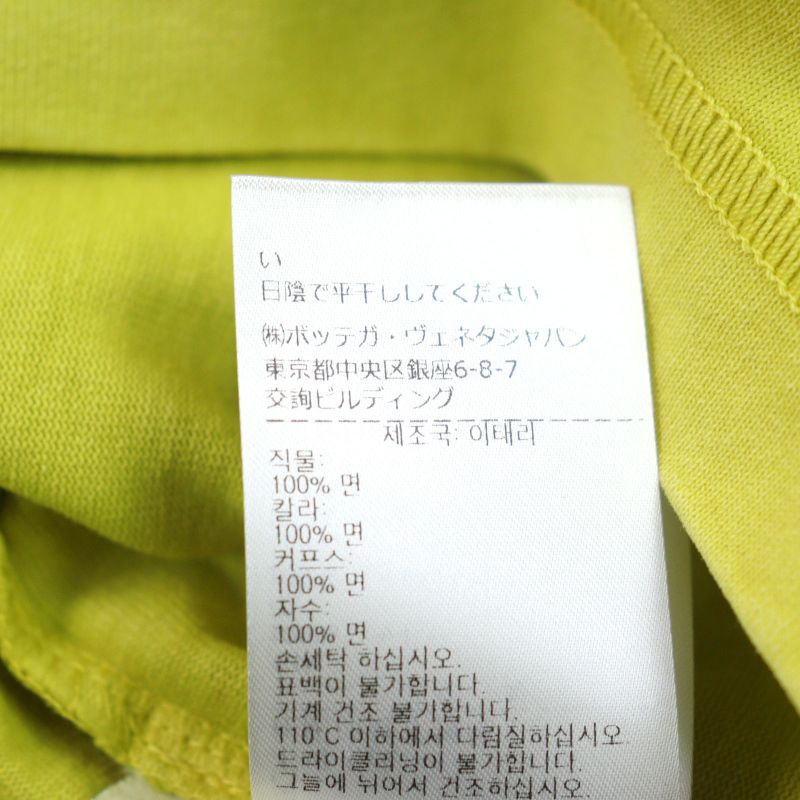 い
日陰で平干ししてください
㈱ボッテガ・ヴェネタジャパン
東京都中央区銀座6-8-7
交詢ビルディング
제조국: 이태리
직물:
100% 면
칼라:
100% 면
커프스:
100% 면
자수:
100% 면
손세탁 하십시오.
표백이 불가합니다.
기계 건조 불가합니다.
110 C 이하에서 다림질하십시오.
드라이클리닝이 불가합니다.
그늘에 뉘어서 건조하십시오.